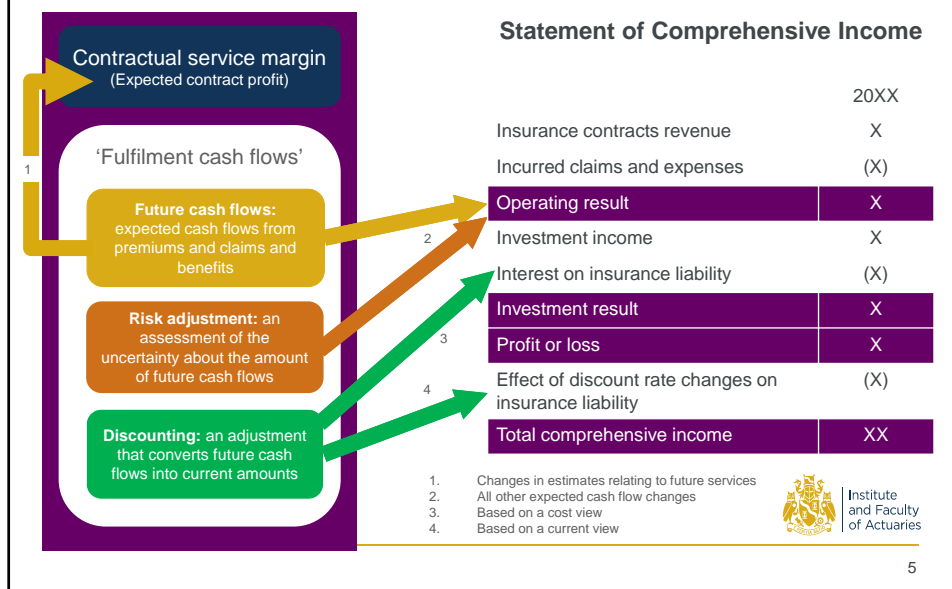 Statement of Comprehensive Income
Contractual service margin
(Expected contract profit)
1
'Fulfilment cash flows'
Future cash flows:
expected cash flows from
premiums and claims and
benefits
Risk adjustment: an
assessment of the
uncertainty about the amount
of future cash flows
Discounting: an adjustment
that converts future cash
flows into current amounts
2
3
4
20XX
Insurance contracts revenue X
Incurred claims and expenses (X)
Operating result X
Investment income X
Interest on insurance liability (X)
Investment result X
Profit or loss X
Effect of discount rate changes on (X)
insurance liability
Total comprehensive income XX
1. Changes in estimates relating to future services
2. All other expected cash flow changes
3. Based on a cost view
4. Based on a current view
Institute
and Faculty
of Actuaries
5